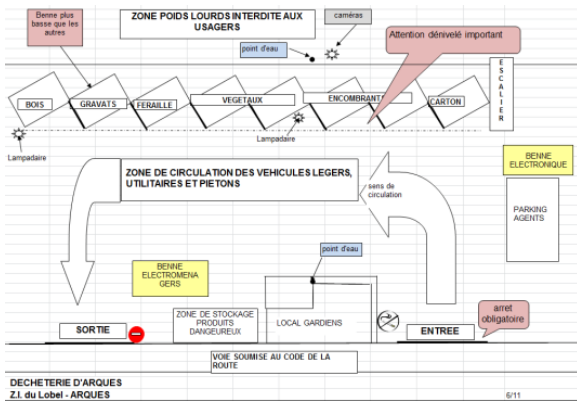 Benne plus
basse que les
autres
ZONE POIDS LOURDS INTERDITE AUX
USAGERS
caméras
point d'eau
Attention dénivelé important
BOIS
GRAVATS
FERAILLE
VEGETAUX
ENCOMBRANTS
CARTON
ESCALIER
Lampadaire
Lampadaire
ZONE DE CIRCULATION DES VEHICULES LEGERS,
UTILITAIRES ET PIETONS
sens de
circulation
BENNE
ELECTRONIQUE
PARKING
AGENTS
BENNE
ELECTROMENA
GERS
point d'eau
ZONE DE STOCKAGE
PRODUITS
DANGEUREUX
LOCAL GARDIENS
SORTIE
ENTREE
arret
obligatoire
VOIE SOUMISE AU CODE DE LA
ROUTE
DECHETERIE D'ARQUES
Z.I. du Lobel - ARQUES
6/11